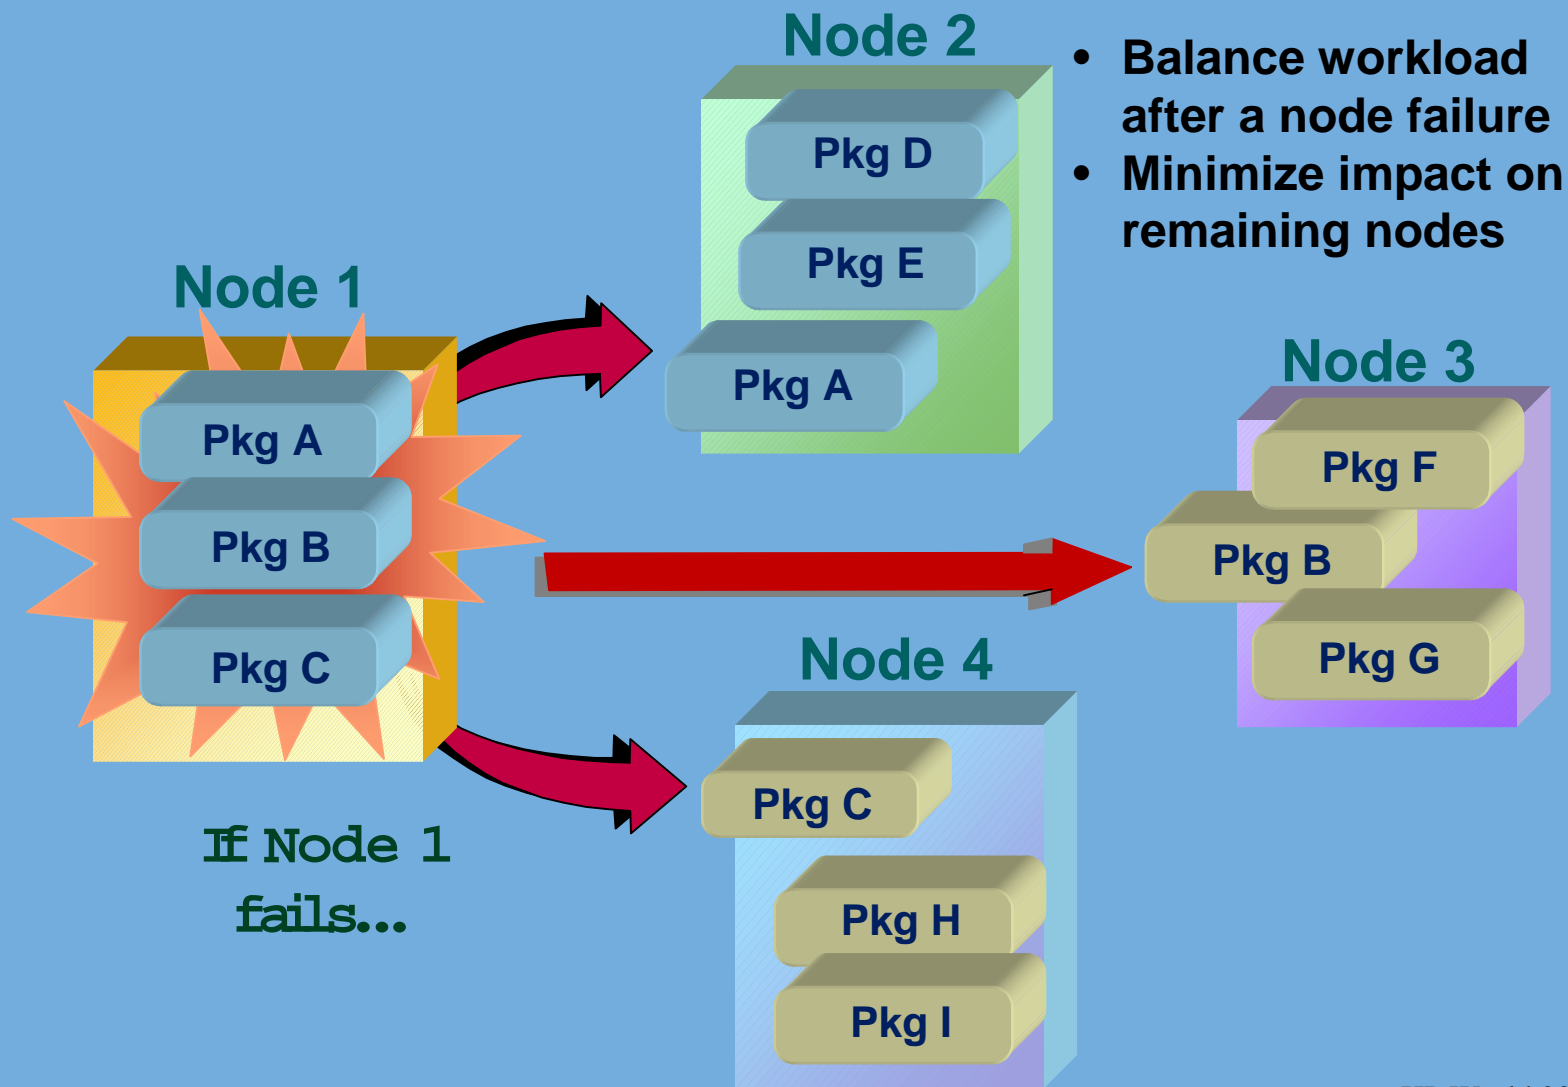 Node 2
• Balance workload
after a node failure
• Minimize impact on
remaining nodes
Pkg D
Pkg E
Pkg A
Node 1
Pkg A
Pkg B
Pkg C
Node 3
Pkg F
Pkg B
Pkg G
Node 4
Pkg C
Pkg H
Pkg I
If Node 1
fails...